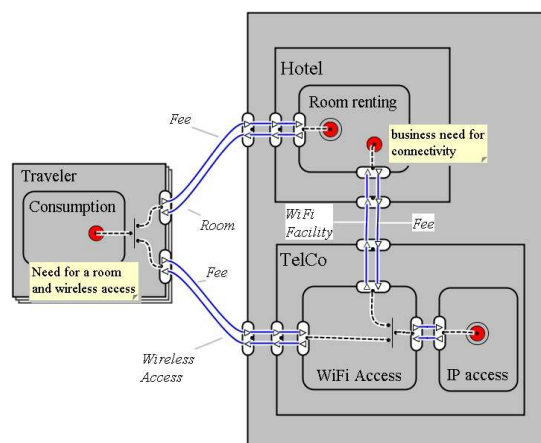 Hotel
Room renting
Fee
business need for
connectivity
Traveler
Consumption
Room
WiFi
Facility
Fee
Need for a room
and wireless access
Fee
TelCo
Wireless
Access
WiFi Access
IP access